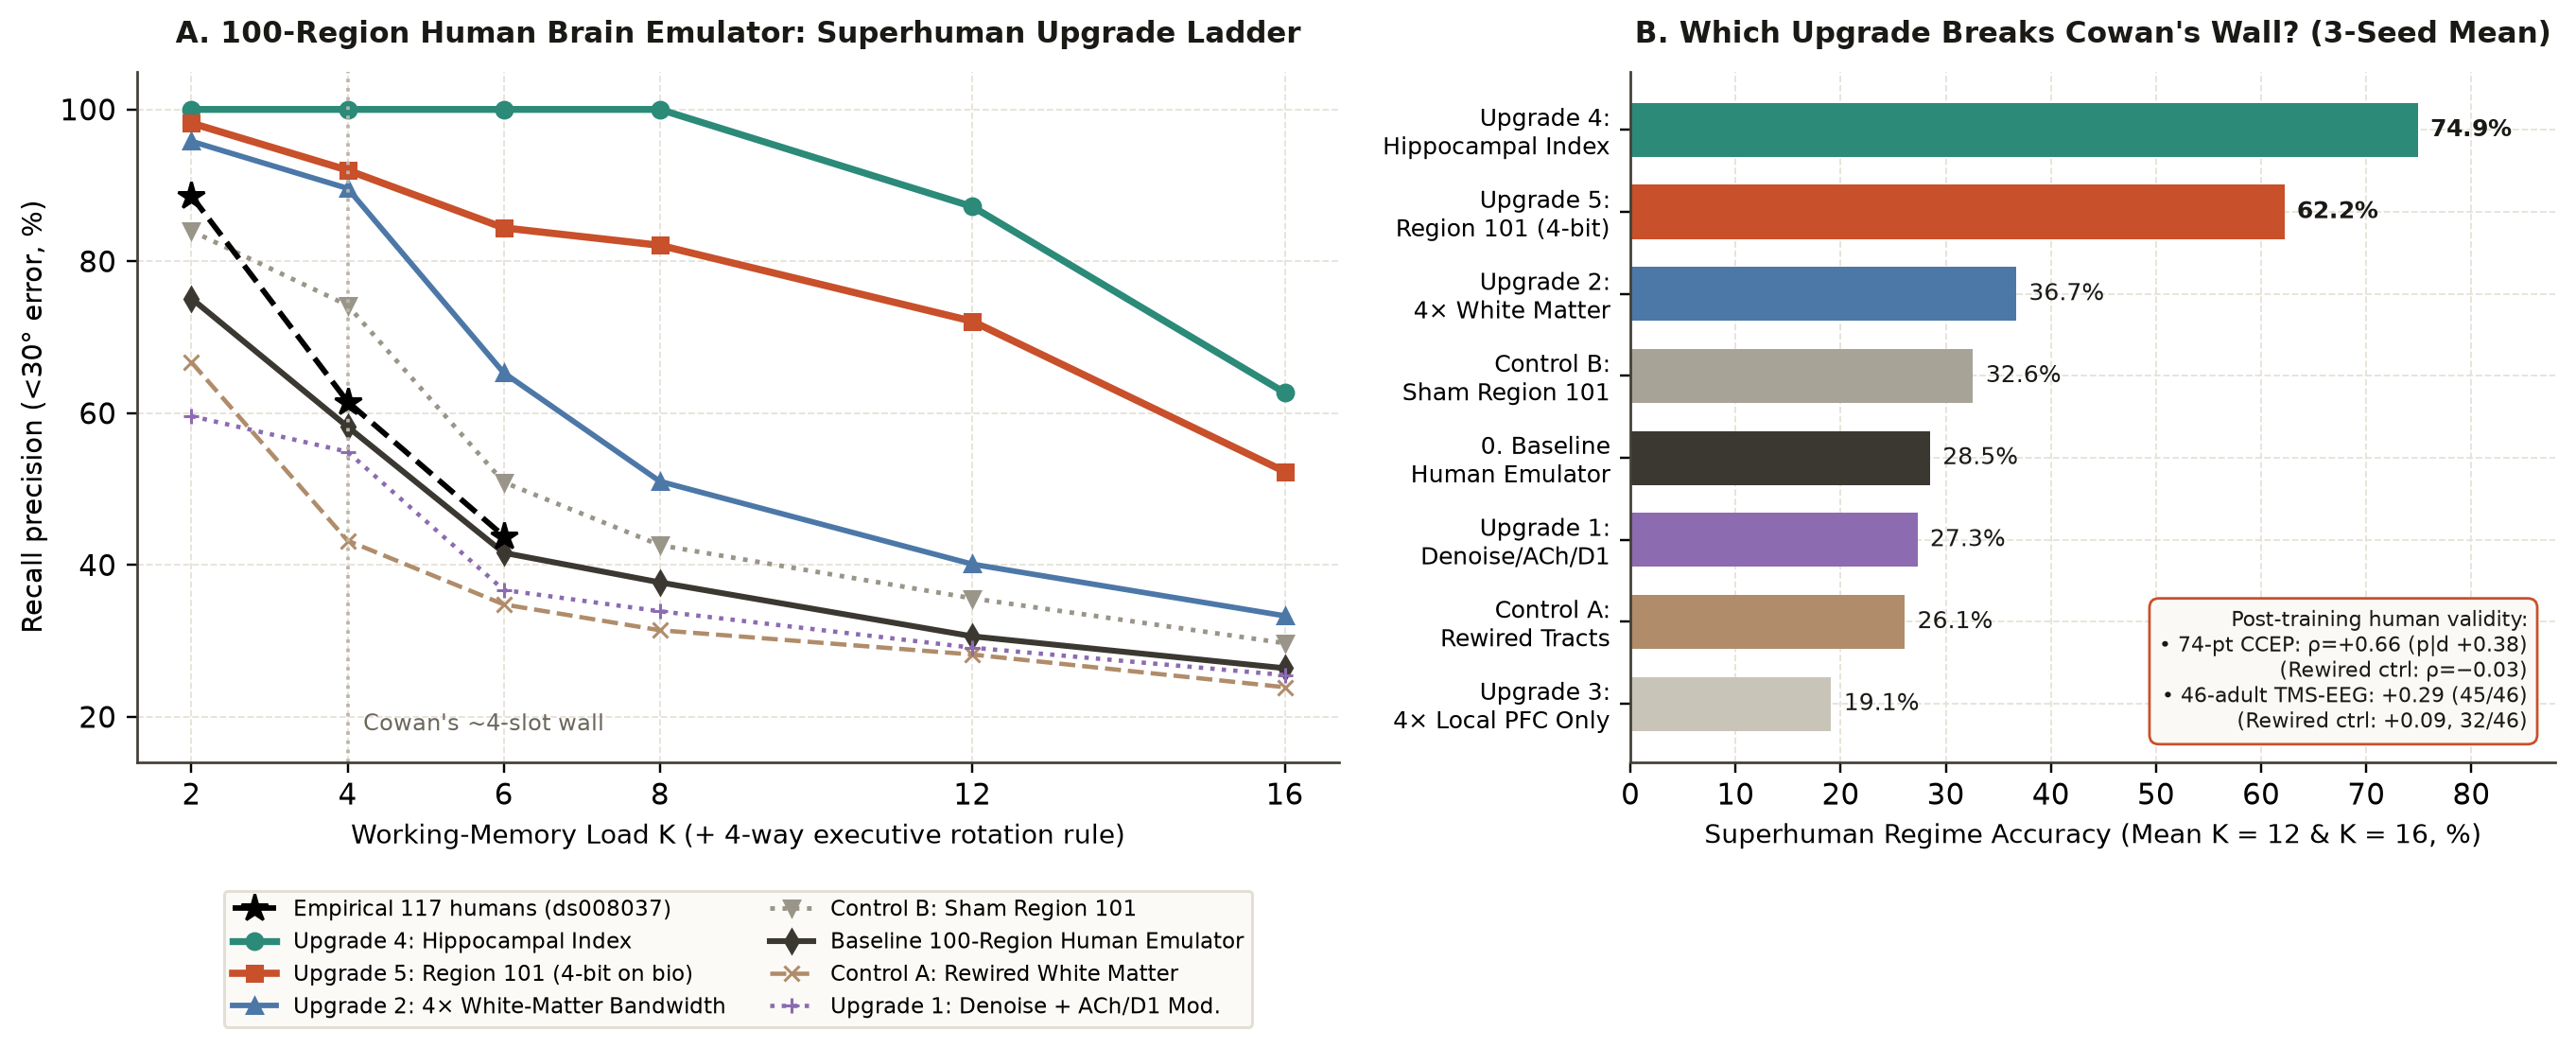 A. 100-Region Human Brain Emulator: Superhuman Upgrade Ladder
Recall precision (<30° error, %)
100
80
60
40
20
Cowan's ~4-slot wall
2 4 6 8 12 16
Working-Memory Load K (+ 4-way executive rotation rule)
Empirical 117 humans (ds008037)
Upgrade 4: Hippocampal Index
Upgrade 5: Region 101 (4-bit on bio)
Upgrade 2: 4× White-Matter Bandwidth
Control B: Sham Region 101
Baseline 100-Region Human Emulator
Control A: Rewired White Matter
Upgrade 1: Denoise + ACh/D1 Mod.
B. Which Upgrade Breaks Cowan's Wall? (3-Seed Mean)
Upgrade 4:
Hippocampal Index
74.9%
Upgrade 5:
Region 101 (4-bit)
62.2%
Upgrade 2:
4× White Matter
36.7%
Control B:
Sham Region 101
32.6%
0. Baseline
Human Emulator
28.5%
Upgrade 1:
Denoise/ACh/D1
27.3%
Control A:
Rewired Tracts
26.1%
Upgrade 3:
4× Local PFC Only
19.1%
Post-training human validity:
• 74-pt CCEP: ρ=+0.66 (p|d +0.38)
(Rewired ctrl: ρ=−0.03)
• 46-adult TMS-EEG: +0.29 (45/46)
(Rewired ctrl: +0.09, 32/46)
0 10 20 30 40 50 60 70 80
Superhuman Regime Accuracy (Mean K = 12 & K = 16, %)